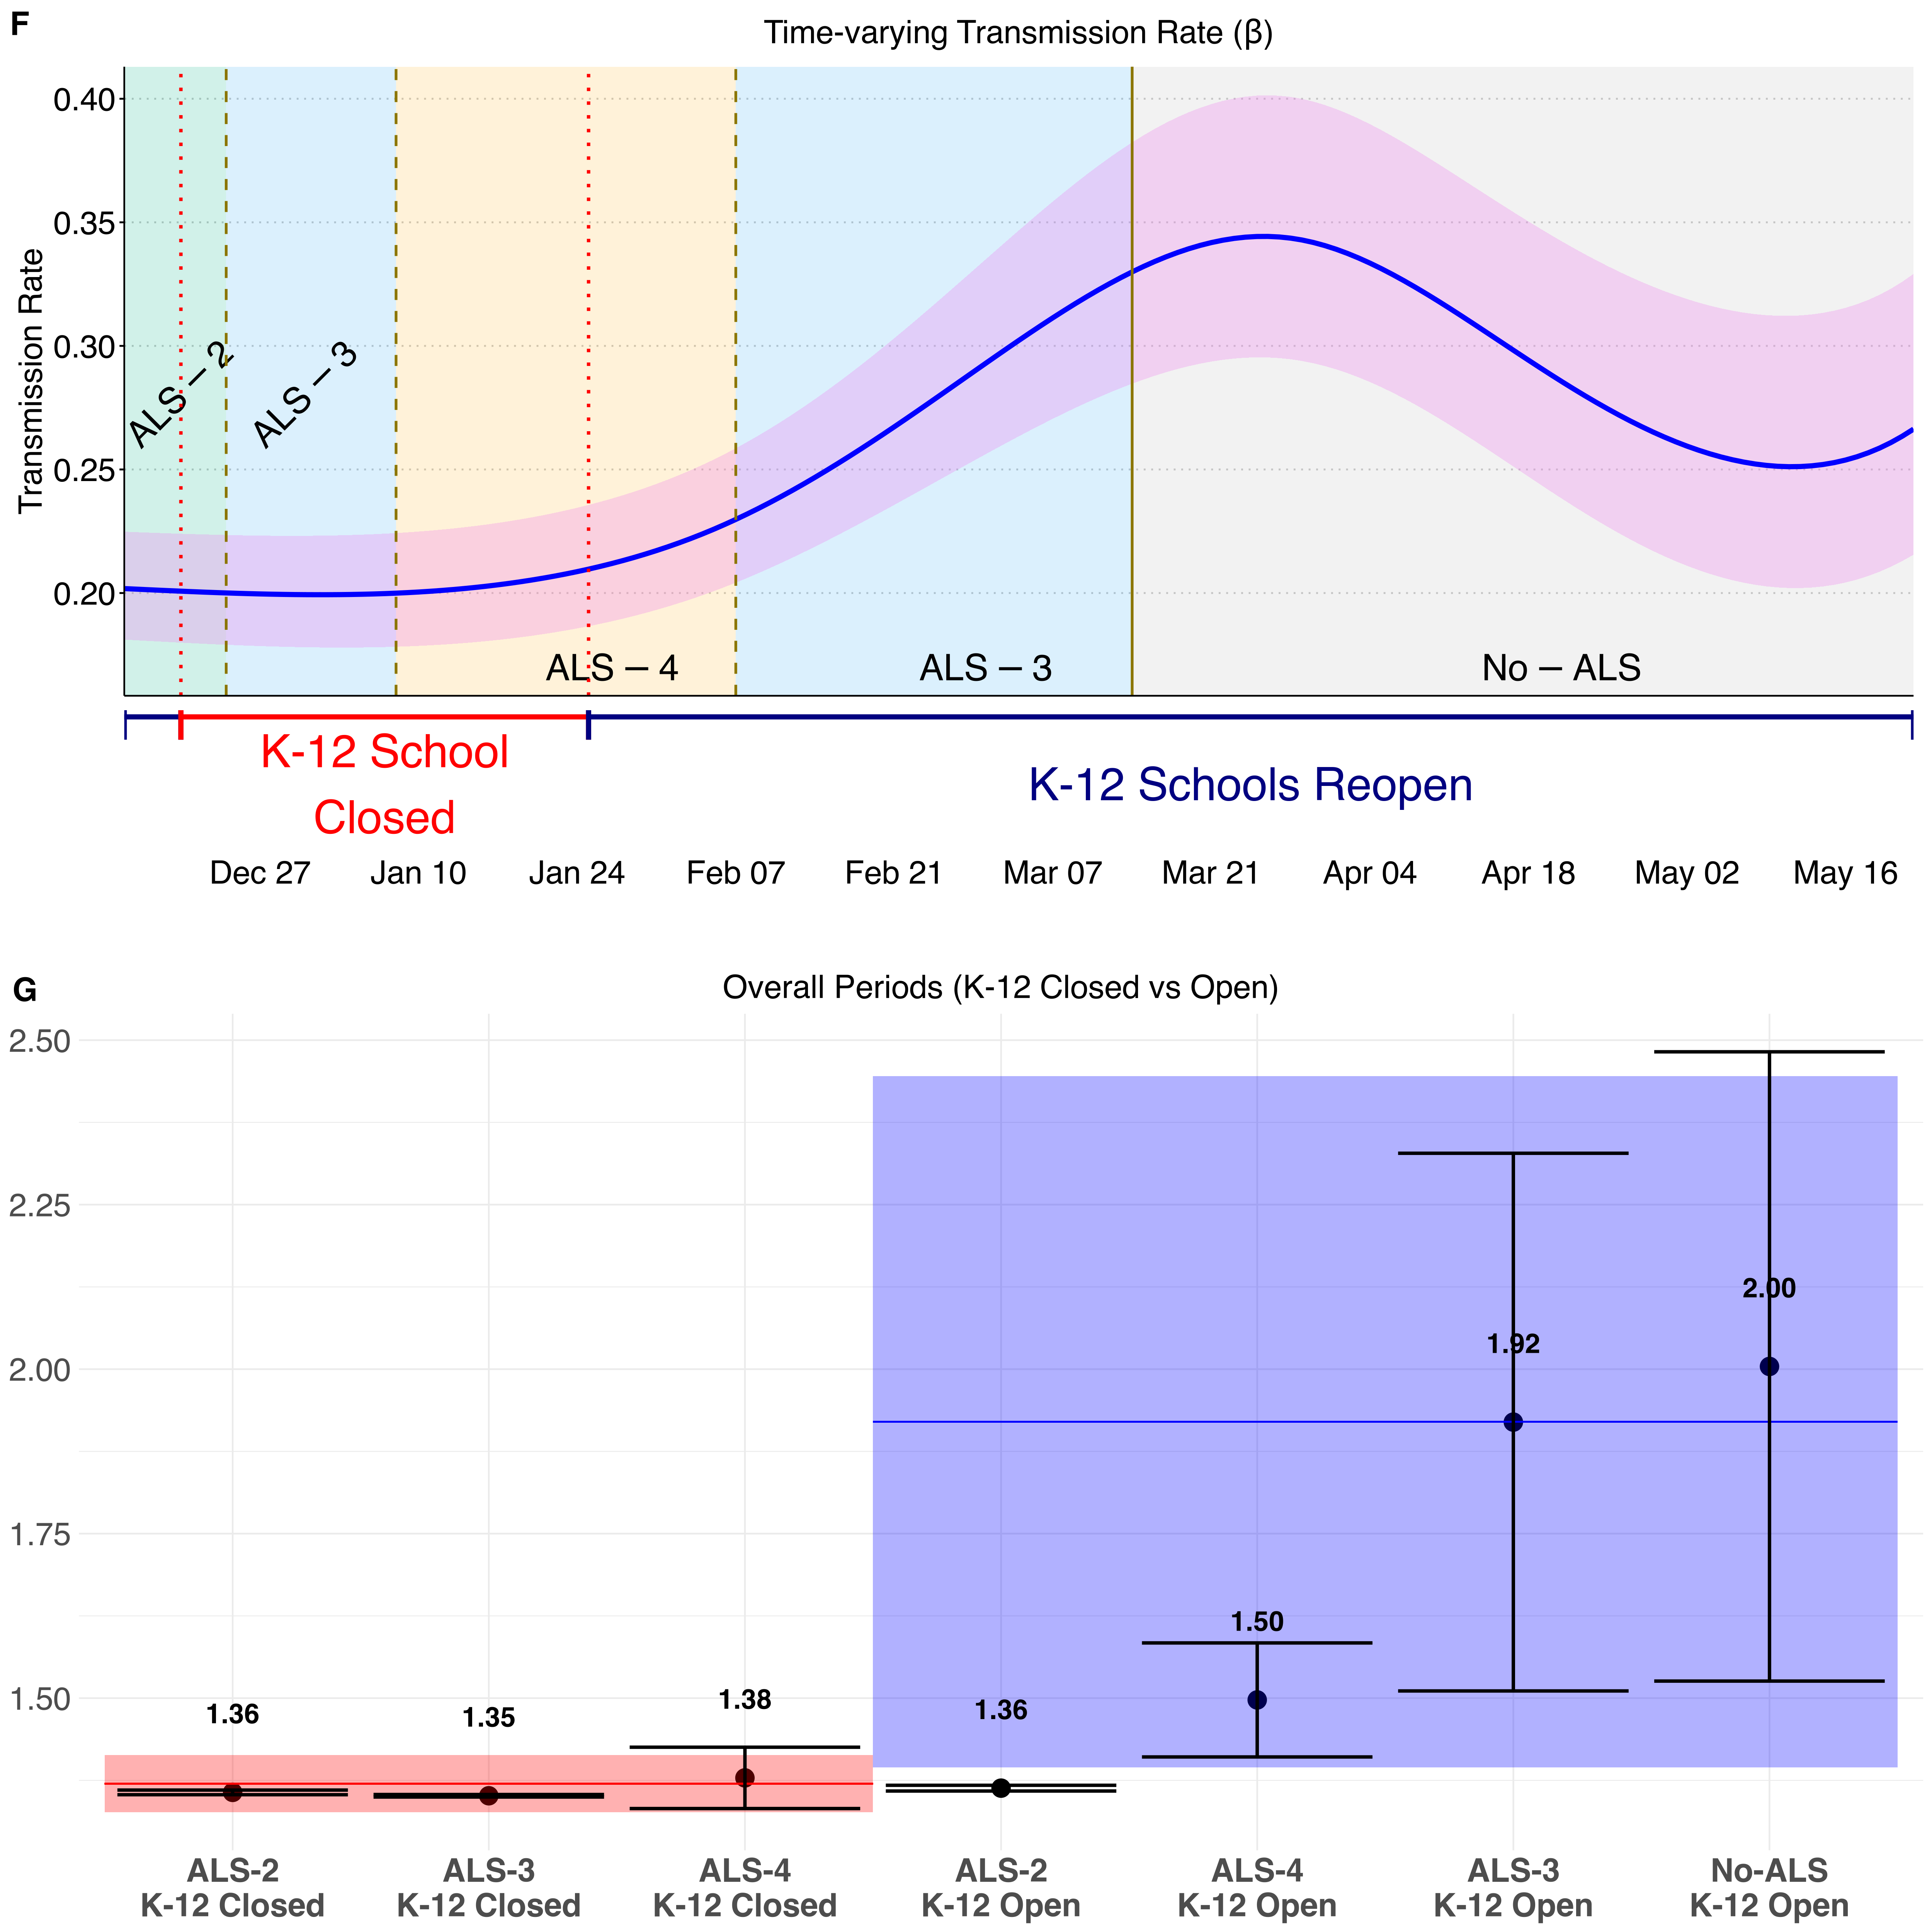 F
Time-varying Transmission Rate (β)
Transmission Rate
0.40
0.35
0.30
0.25
0.20
ALS − 2
ALS − 3
ALS − 4
ALS − 3
No − ALS
K-12 School
Closed
K-12 Schools Reopen
Dec 27 Jan 10 Jan 24 Feb 07 Feb 21 Mar 07 Mar 21 Apr 04 Apr 18 May 02 May 16
G
Overall Periods (K-12 Closed vs Open)
2.50
2.25
2.00
1.75
1.50
1.36
1.35
1.38
1.36
1.50
1.92
2.00
ALS-2 ALS-3 ALS-4 ALS-2 ALS-4 ALS-3 No-ALS
K-12 Closed K-12 Closed K-12 Closed K-12 Open K-12 Open K-12 Open K-12 Open